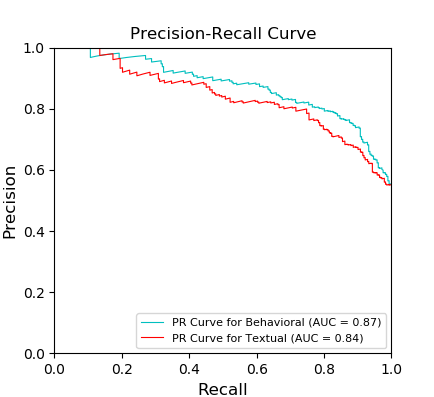 Precision-Recall Curve
1.0
0.8
0.6
0.4
0.2
0.0
Precision
PR Curve for Behavioral (AUC = 0.87)
PR Curve for Textual (AUC = 0.84)
0.0 0.2 0.4 0.6 0.8 1.0
Recall